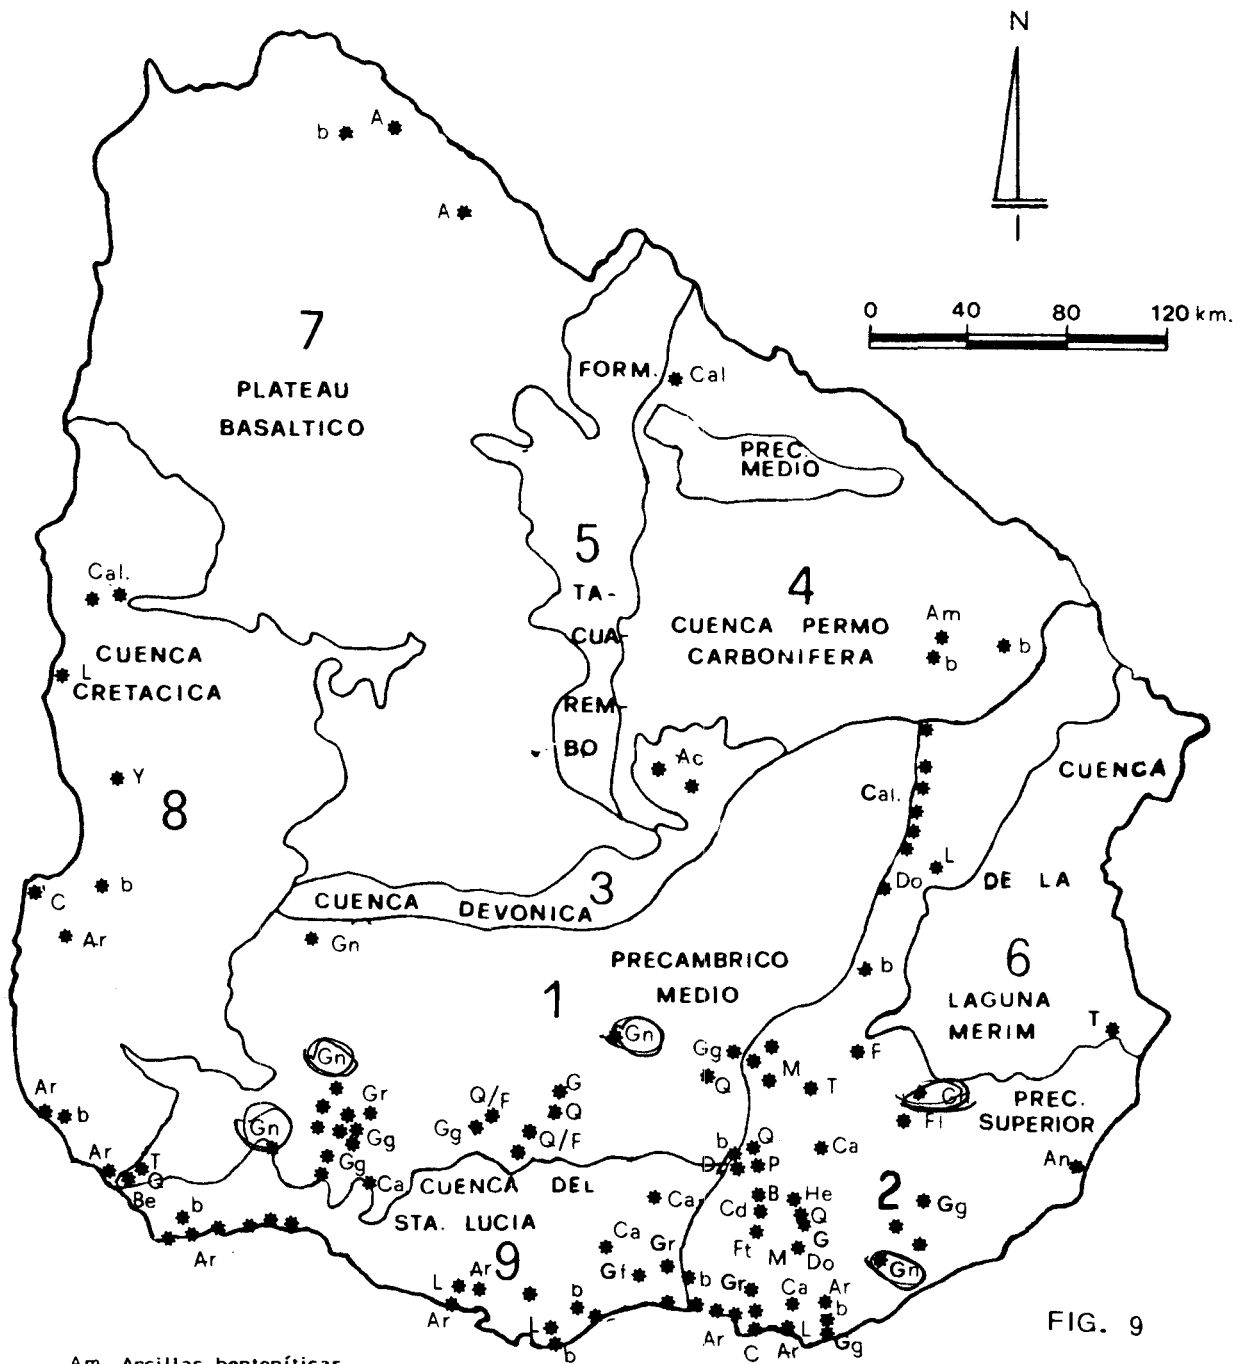 N
b
A
A
0 40 80 120 km.
7
PLATEAU
BASALTICO
FORM.
Cal
PREC.
MEDIO
5
TA-
CUA-
REM-
BO
4
CUENCA PERMO
CARBONIFERA
Am
b
b
Cal.
CUENCA
CRETACICA
L
Y
8
b
C
Ar
Ac
Cal.
L
Do
CUENCA
DE LA
6
LAGUNA
MERIM
T
3
CUENCA DEVONICA
Gn
PRECAMBRICO
MEDIO
1
b
Gn
Gn
Gg
M
F
Q
T
PREC.
SUPERIOR
Fl
Ar
b
Gn
Gr
Gg
Gg
Q/F
G
Q
Gg
Q/F
b
Q
P
Ca
An
Ar
T
Q
Be
b
Ar
Ca
CUENCA DEL
STA. LUCIA
9
Ca
B
He
Cd
Q
G
Ft
M
Do
2
Gg
Gn
Ca
Gr
Gf
b
L
Ar
Ar
b
L
b
Gr
Ca
Ar
b
Ar
C
Ar
L
Gg
FIG. 9
Am Arcillas bentoníticas